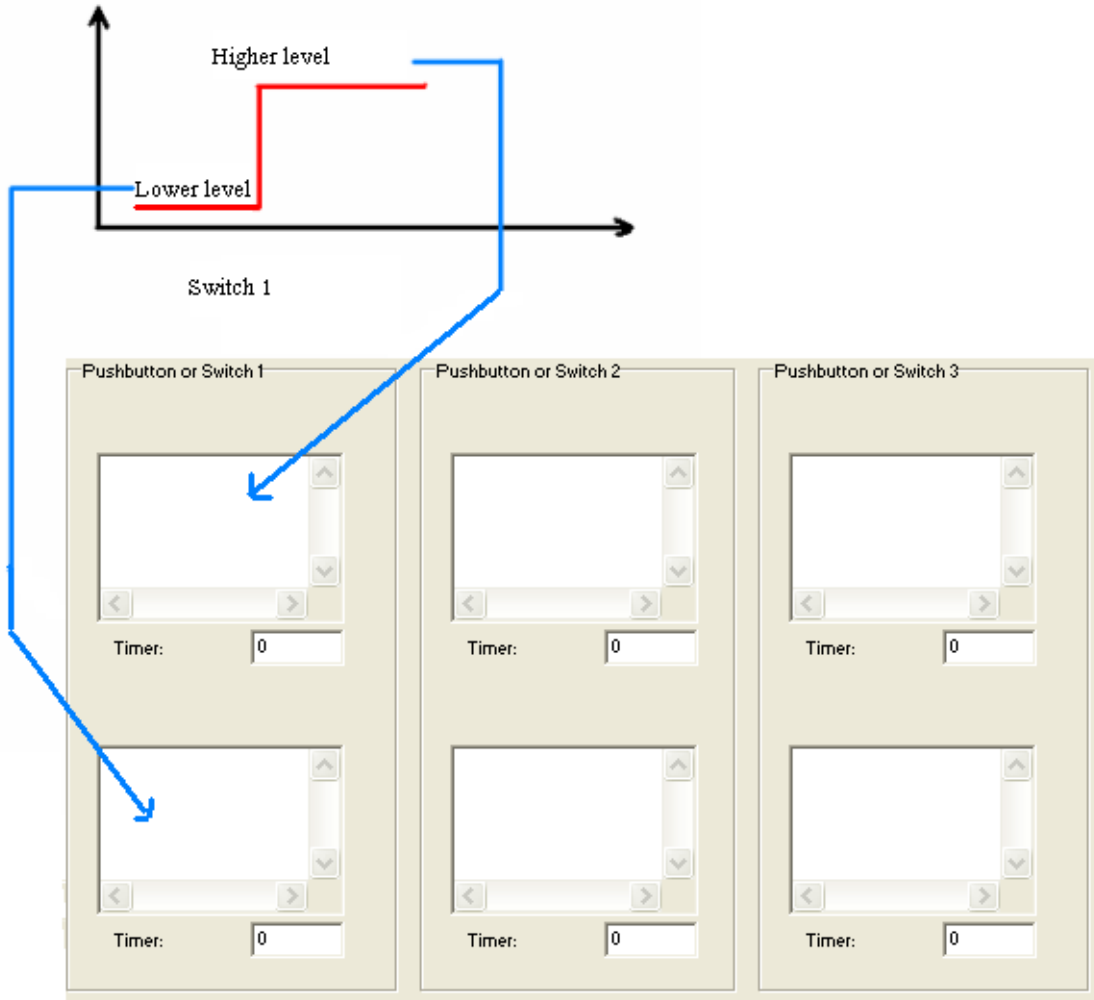 Higher level
Lower level
Switch 1
Pushbutton or Switch 1
Pushbutton or Switch 2
Pushbutton or Switch 3
Timer: 0
Timer: 0
Timer: 0
Timer: 0
Timer: 0
Timer: 0